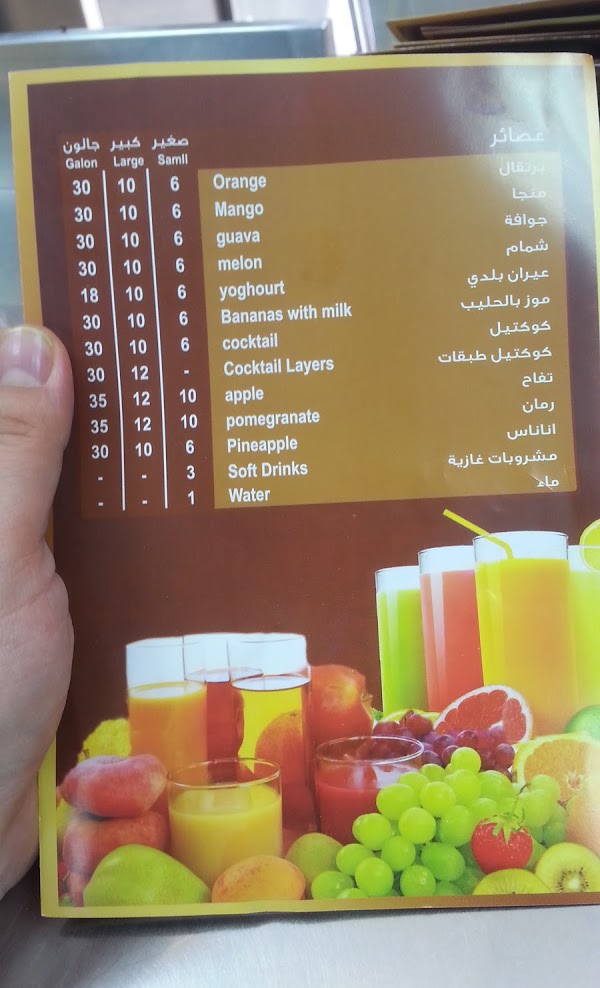 جالون كبير صغير عصائر
Galon Large Samll
30 10 6 Orange برتقال
30 10 6 Mango منجا
30 10 6 guava جوافة
30 10 6 melon شمام
18 10 6 yoghourt عيران بلدي
30 10 6 Bananas with milk موز بالحليب
30 10 6 cocktail كوكتيل
30 12 - Cocktail Layers كوكتيل طبقات
35 12 10 apple تفاح
35 12 10 pomegranate رمان
30 10 6 Pineapple اناناس
- - 3 Soft Drinks مشروبات غازية
- - 1 Water ماء